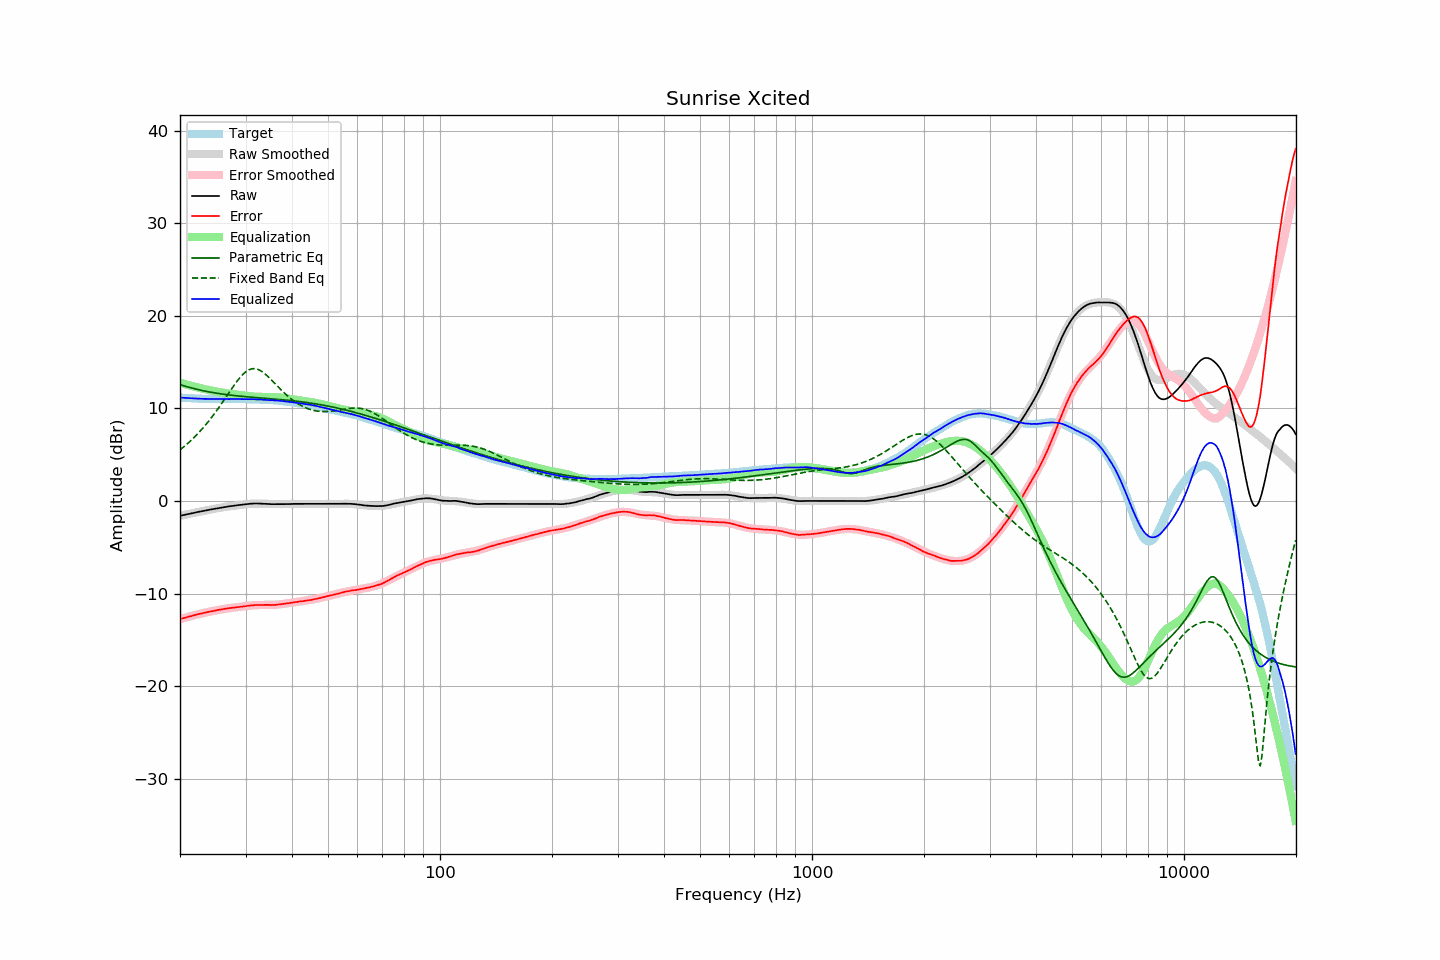 Sunrise Xcited
Target
Raw Smoothed
Error Smoothed
Raw
Error
Equalization
Parametric Eq
Fixed Band Eq
Equalized
40
30
20
10
0
−10
−20
−30
Amplitude (dBr)
100
1000
10000
Frequency (Hz)